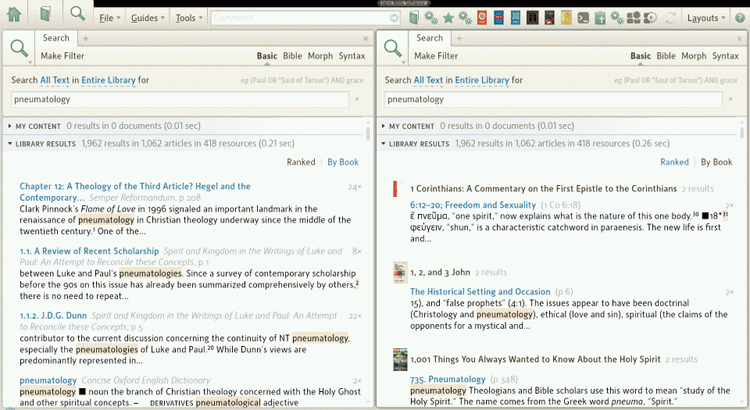 File
Guides
Tools
Command
Layouts
Search
Make Filter
Basic Bible Morph Syntax
Search All Text in Entire Library for
eg (Paul OR "Saul of Tarsus") AND grace
pneumatology
MY CONTENT 0 results in 0 documents (0.01 sec)
LIBRARY RESULTS 1,962 results in 1,062 articles in 418 resources (0.21 sec)
Ranked | By Book
Chapter 12: A Theology of the Third Article? Hegel and the 24×
Contemporary... Semper Reformandum, p 208
Clark Pinnock's Flame of Love in 1996 signaled an important landmark in the
renaissance of pneumatology in Christian theology underway since the middle of the
twentieth century.¹ One of the...
1.1. A Review of Recent Scholarship Spirit and Kingdom in the Writings of Luke and 8×
Paul: An Attempt to Reconcile these Concepts, p 1
between Luke and Paul's pneumatologies. Since a survey of contemporary scholarship
before the 90s on this issue has already been summarized comprehensively by others,²
there is no need to repeat...
1.1.2. J.D.G. Dunn Spirit and Kingdom in the Writings of Luke and Paul: An Attempt 22×
to Reconcile these Concepts, p 5
contributor to the current discussion concerning the continuity of NT pneumatology,
especially the pneumatologies of Luke and Paul.²⁰ While Dunn's views are
predominantly represented in...
pneumatology Concise Oxford English Dictionary 2×
pneumatology ■ noun the branch of Christian theology concerned with the Holy Ghost
and other spiritual concepts. – DERIVATIVES pneumatological adjective
Search
Make Filter
Basic Bible Morph Syntax
Search All Text in Entire Library for
eg (Paul OR "Saul of Tarsus") AND grace
pneumatology
MY CONTENT 0 results in 0 documents (0.01 sec)
LIBRARY RESULTS 1,962 results in 1,062 articles in 418 resources (0.26 sec)
Ranked | By Book
1 Corinthians: A Commentary on the First Epistle to the Corinthians 2 results
6:12–20; Freedom and Sexuality (1 Co 6:18) 2×
ἓ πνεῦμα, "one spirit," now explains what is the nature of this one body.³⁰ ■18*³¹
φεύγειν, "shun," is a characteristic catchword in paraenesis. The new life is first
and...
1, 2, and 3 John 2 results
The Historical Setting and Occasion (p 6) 2×
15), and "false prophets" (4:1). The issues appear to have been doctrinal
(Christology and pneumatology), ethical (love and sin), spiritual (the claims of the
opponents for a mystical and...
1,001 Things You Always Wanted to Know About the Holy Spirit 2 results
735. Pneumatology (p 348) 2×
pneumatology Theologians and Bible scholars use this word to mean "study of the
Holy Spirit." The name comes from the Greek word pneuma, "Spirit."